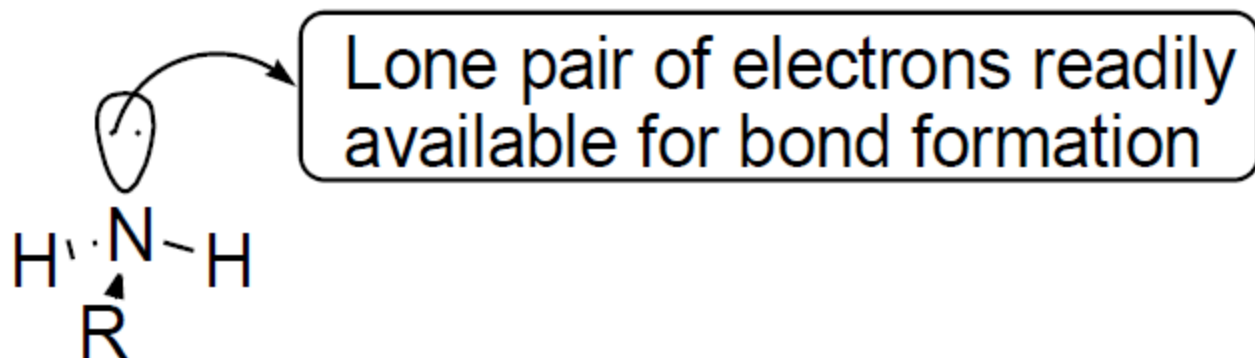 Lone pair of electrons readily
available for bond formation
H N H
R